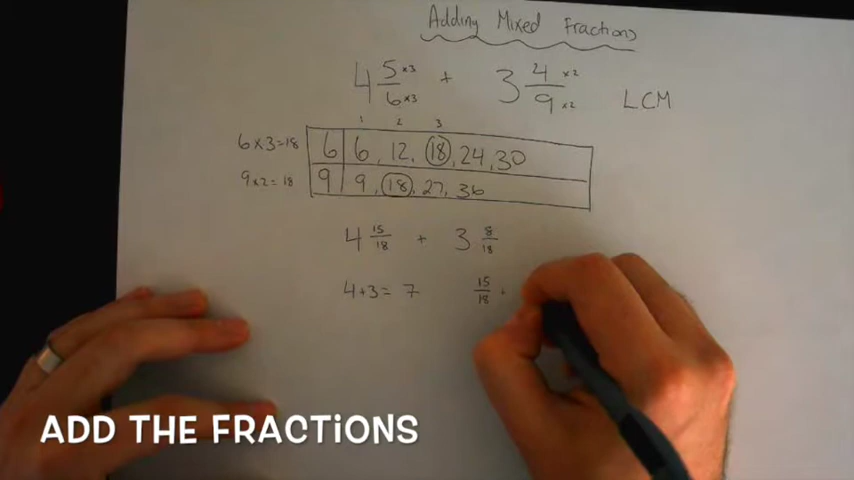 Adding Mixed Fractions
4 5/6 ×3 ×3 + 3 4/9 ×2 ×2 LCM
1 2 3
6×3=18 6 | 6, 12, 18, 24, 30
9×2=18 9 | 9, 18, 27, 36
4 15/18 + 3 8/18
4+3= 7 15/18 +
ADD THE FRACTIONS